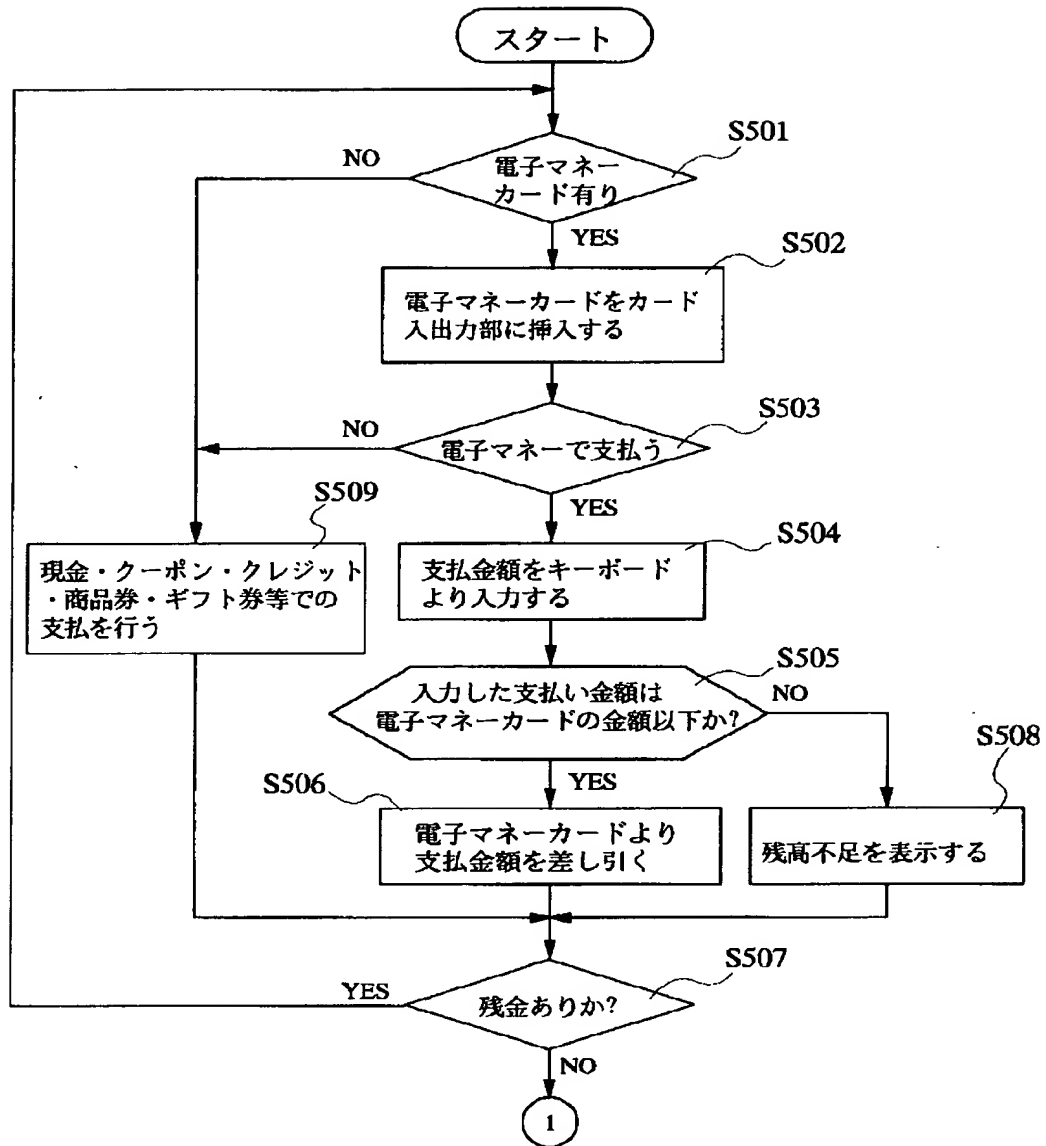 スタート
S501
NO
電子マネー
カード有り
YES
S502
電子マネーカードをカード
入出力部に挿入する
S503
NO
電子マネーで支払う
YES
S509
現金・クーポン・クレジット
・商品券・ギフト券等での
支払を行う
S504
支払金額をキーボード
より入力する
S505
入力した支払い金額は
電子マネーカードの金額以下か?
NO
YES
S506
電子マネーカードより
支払金額を差し引く
S508
残高不足を表示する
S507
YES
残金ありか?
NO
1